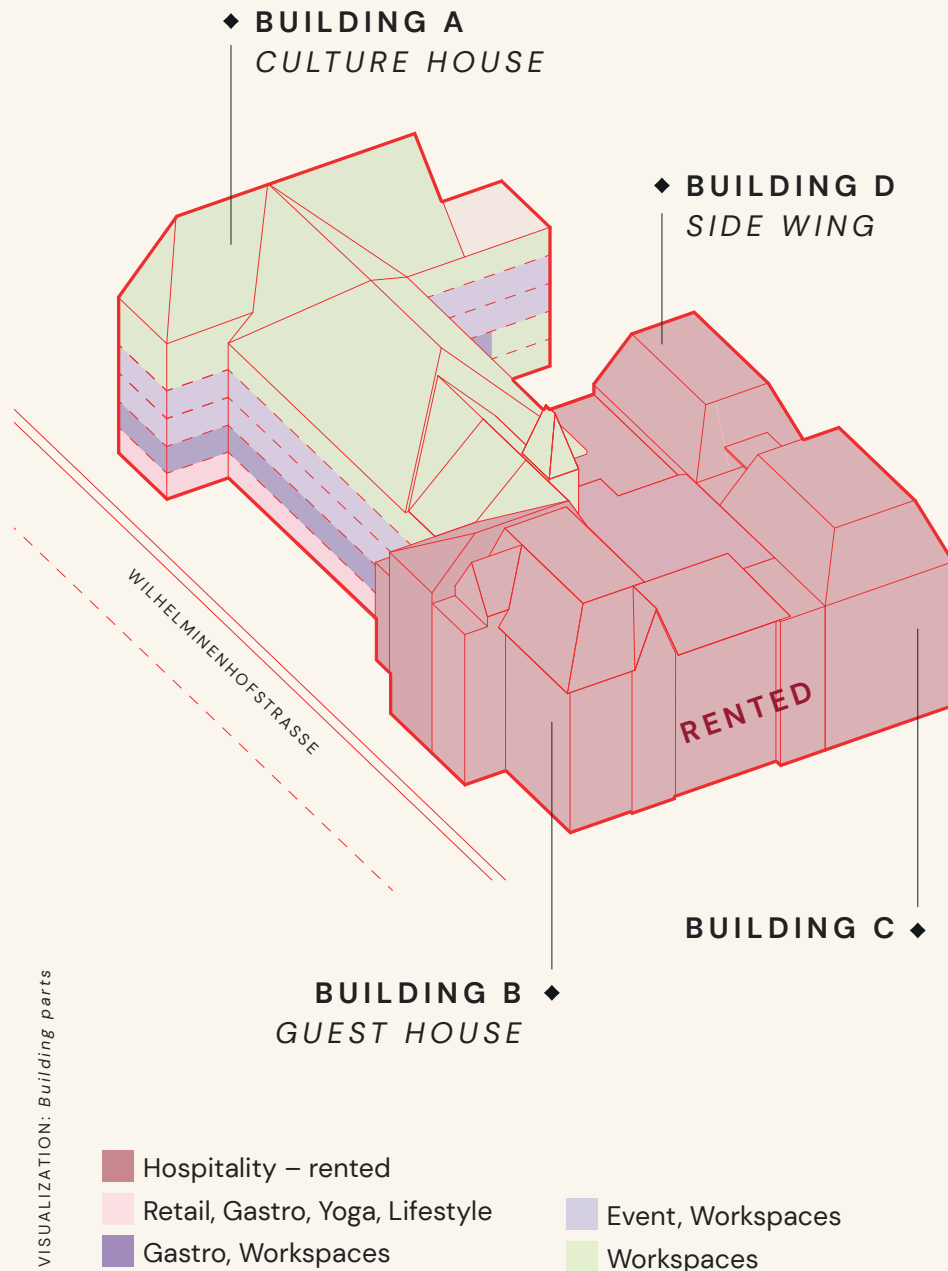 BUILDING A
CULTURE HOUSE
BUILDING D
SIDE WING
WILHELMINENHOFSTRASSE
RENTED
BUILDING C
BUILDING B
GUEST HOUSE
VISUALIZATION: Building parts
Hospitality – rented
Retail, Gastro, Yoga, Lifestyle
Gastro, Workspaces
Event, Workspaces
Workspaces